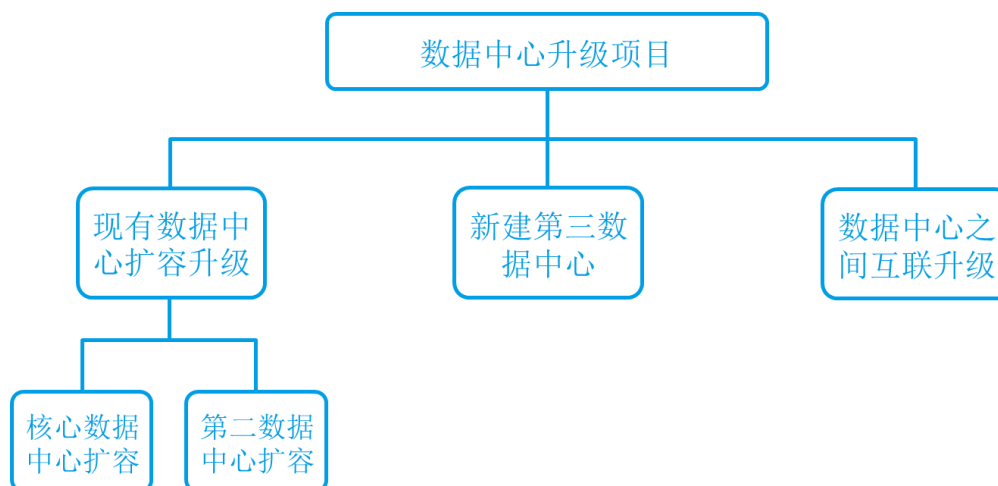 数据中心升级项目
现有数据中
心扩容升级
新建第三数
据中心
数据中心之
间互联升级
核心数据
中心扩容
第二数据
中心扩容